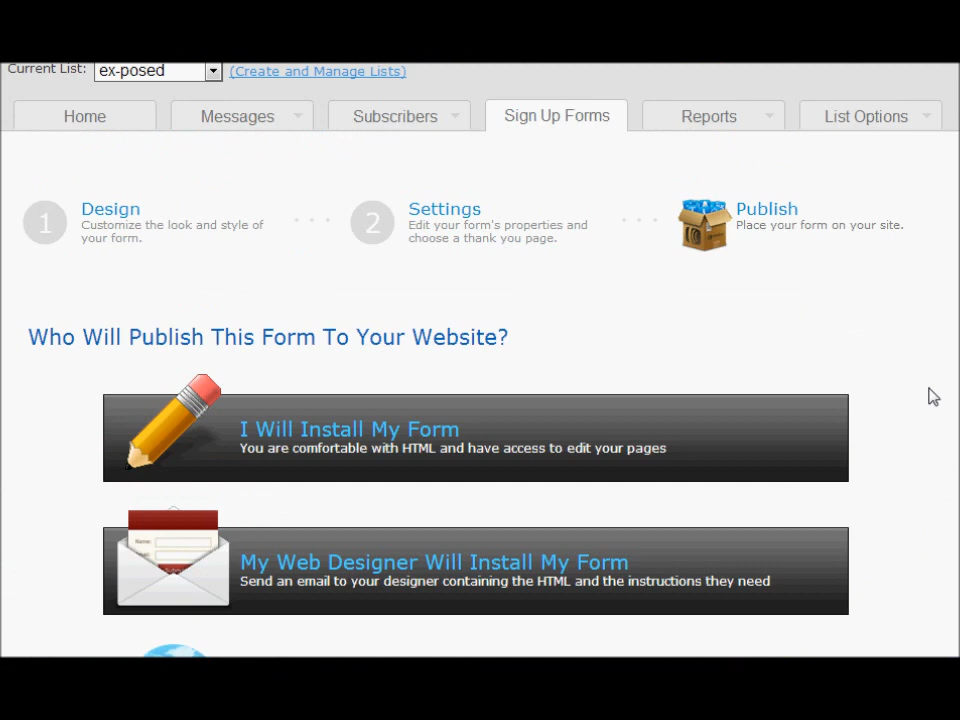 Current List: ex-posed (Create and Manage Lists)
Home Messages Subscribers Sign Up Forms Reports List Options
1 Design 2 Settings Publish
Customize the look and style of Edit your form's properties and Place your form on your site.
your form. choose a thank you page.
Who Will Publish This Form To Your Website?
I Will Install My Form
You are comfortable with HTML and have access to edit your pages
Name:
My Web Designer Will Install My Form
Send an email to your designer containing the HTML and the instructions they need